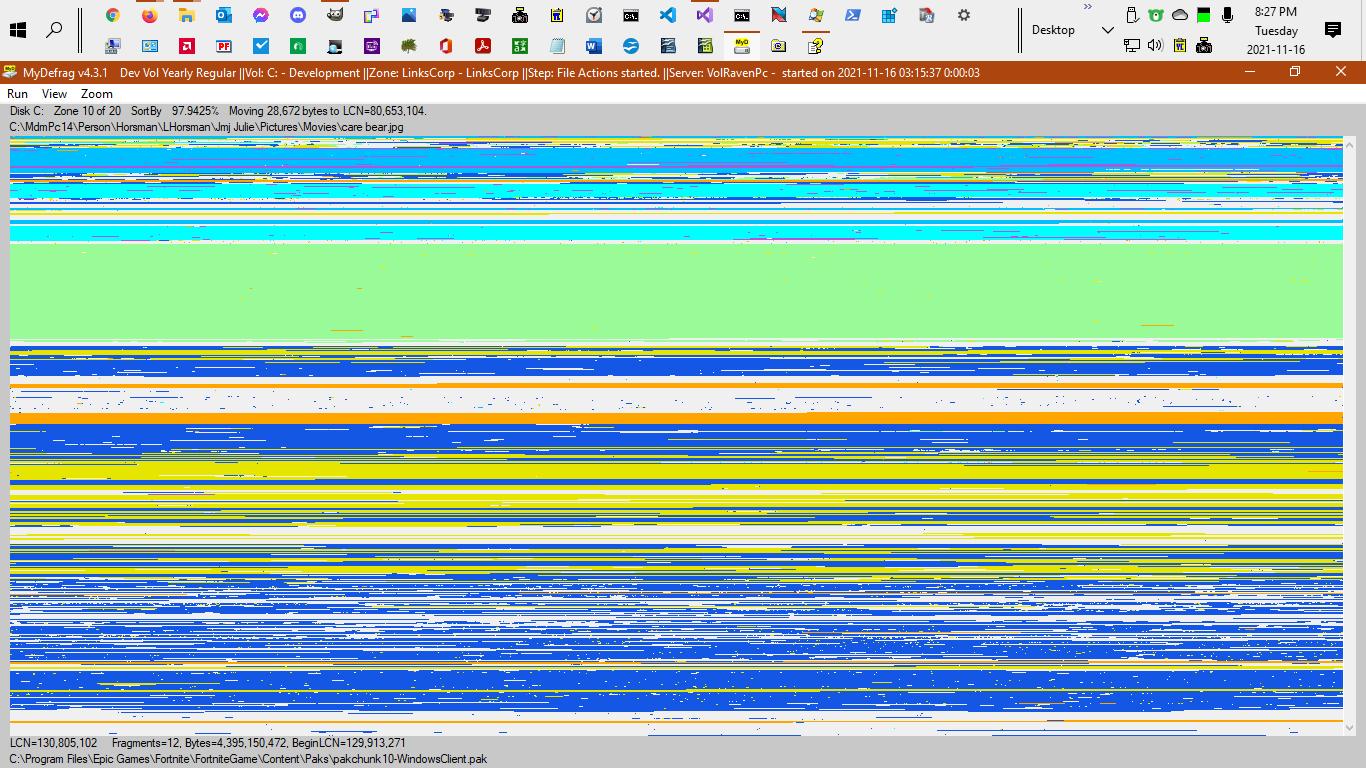 8:27 PM
Desktop
Tuesday
2021-11-16
MyDefrag v4.3.1 Dev Vol Yearly Regular ||Vol: C: - Development ||Zone: LinksCorp - LinksCorp ||Step: File Actions started. ||Server: VolRavenPc - started on 2021-11-16 03:15:37 0:00:03
Run View Zoom
Disk C: Zone 10 of 20 SortBy 97.9425% Moving 28,672 bytes to LCN=80,653,104.
C:\MdmPc14\Person\Horsman\LHorsman\Jmj Julie\Pictures\Movies\care bear.jpg
LCN=130,805,102 Fragments=12, Bytes=4,395,150,472, BeginLCN=129,913,271
C:\Program Files\Epic Games\Fortnite\FortniteGame\Content\Paks\pakchunk10-WindowsClient.pak